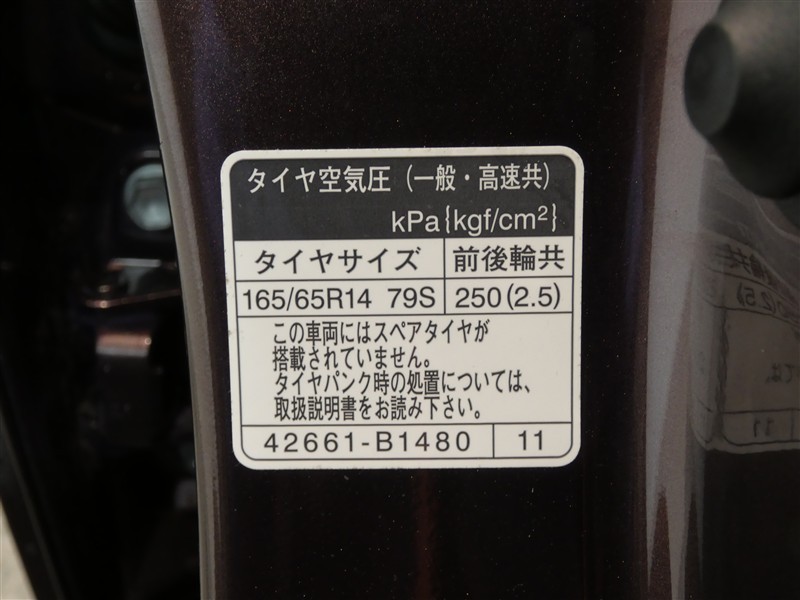 タイヤ空気圧（一般・高速共）
kPa{kgf/cm²}
タイヤサイズ 前後輪共
165/65R14 79S 250(2.5)
この車両にはスペアタイヤが
搭載されていません。
タイヤパンク時の処置については、
取扱説明書をお読み下さい。
42661-B1480 11